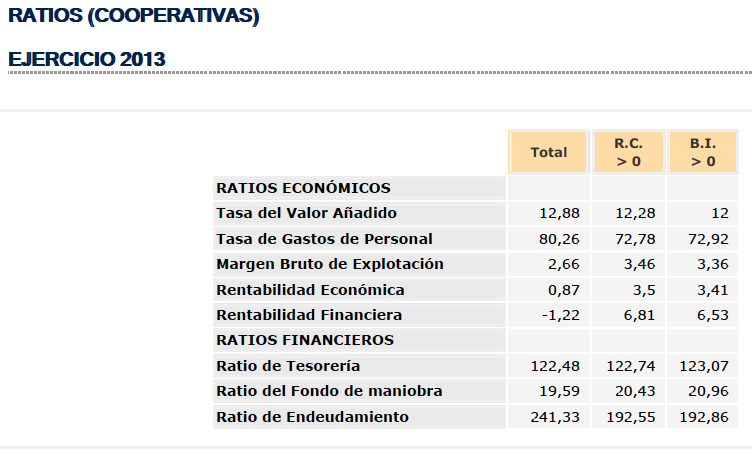 RATIOS (COOPERATIVAS)
EJERCICIO 2013
Total R.C. > 0 B.I. > 0
RATIOS ECONÓMICOS
Tasa del Valor Añadido 12,88 12,28 12
Tasa de Gastos de Personal 80,26 72,78 72,92
Margen Bruto de Explotación 2,66 3,46 3,36
Rentabilidad Económica 0,87 3,5 3,41
Rentabilidad Financiera -1,22 6,81 6,53
RATIOS FINANCIEROS
Ratio de Tesorería 122,48 122,74 123,07
Ratio del Fondo de maniobra 19,59 20,43 20,96
Ratio de Endeudamiento 241,33 192,55 192,86